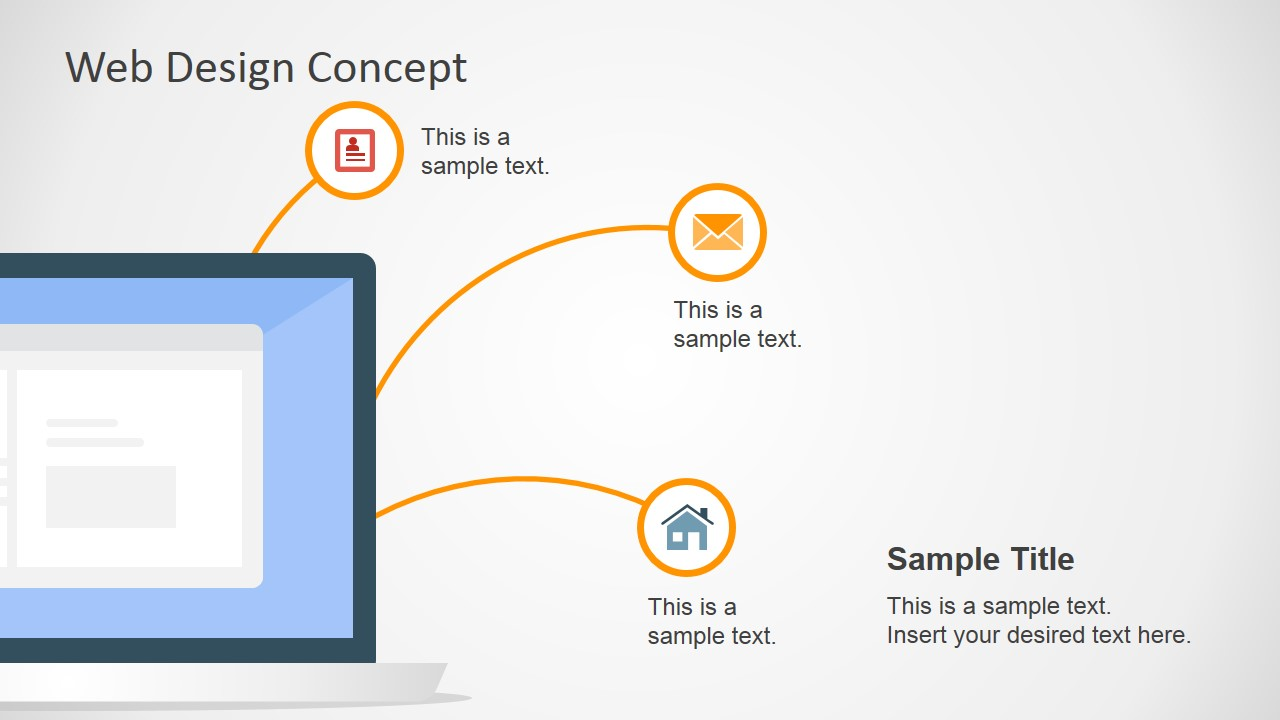 Web Design Concept
This is a
sample text.
This is a
sample text.
This is a
sample text.
Sample Title
This is a sample text.
Insert your desired text here.